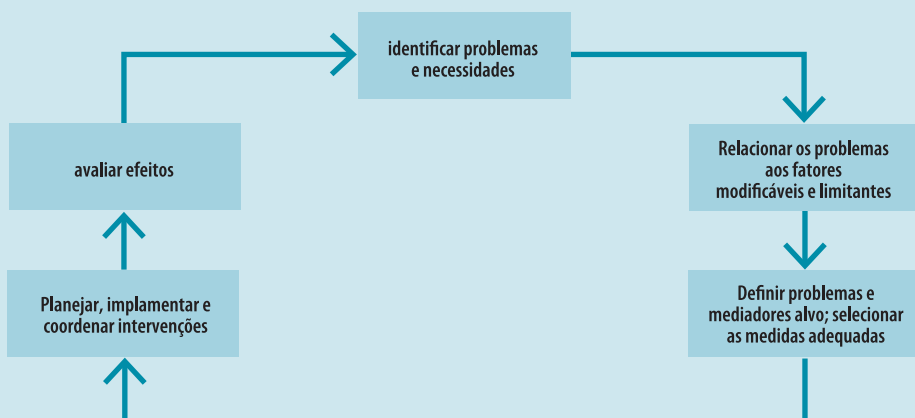 identificar problemas
e necessidades
Relacionar os problemas
aos fatores
modificáveis e limitantes
Definir problemas e
mediadores alvo; selecionar
as medidas adequadas
Planejar, implamentar e
coordenar intervenções
avaliar efeitos